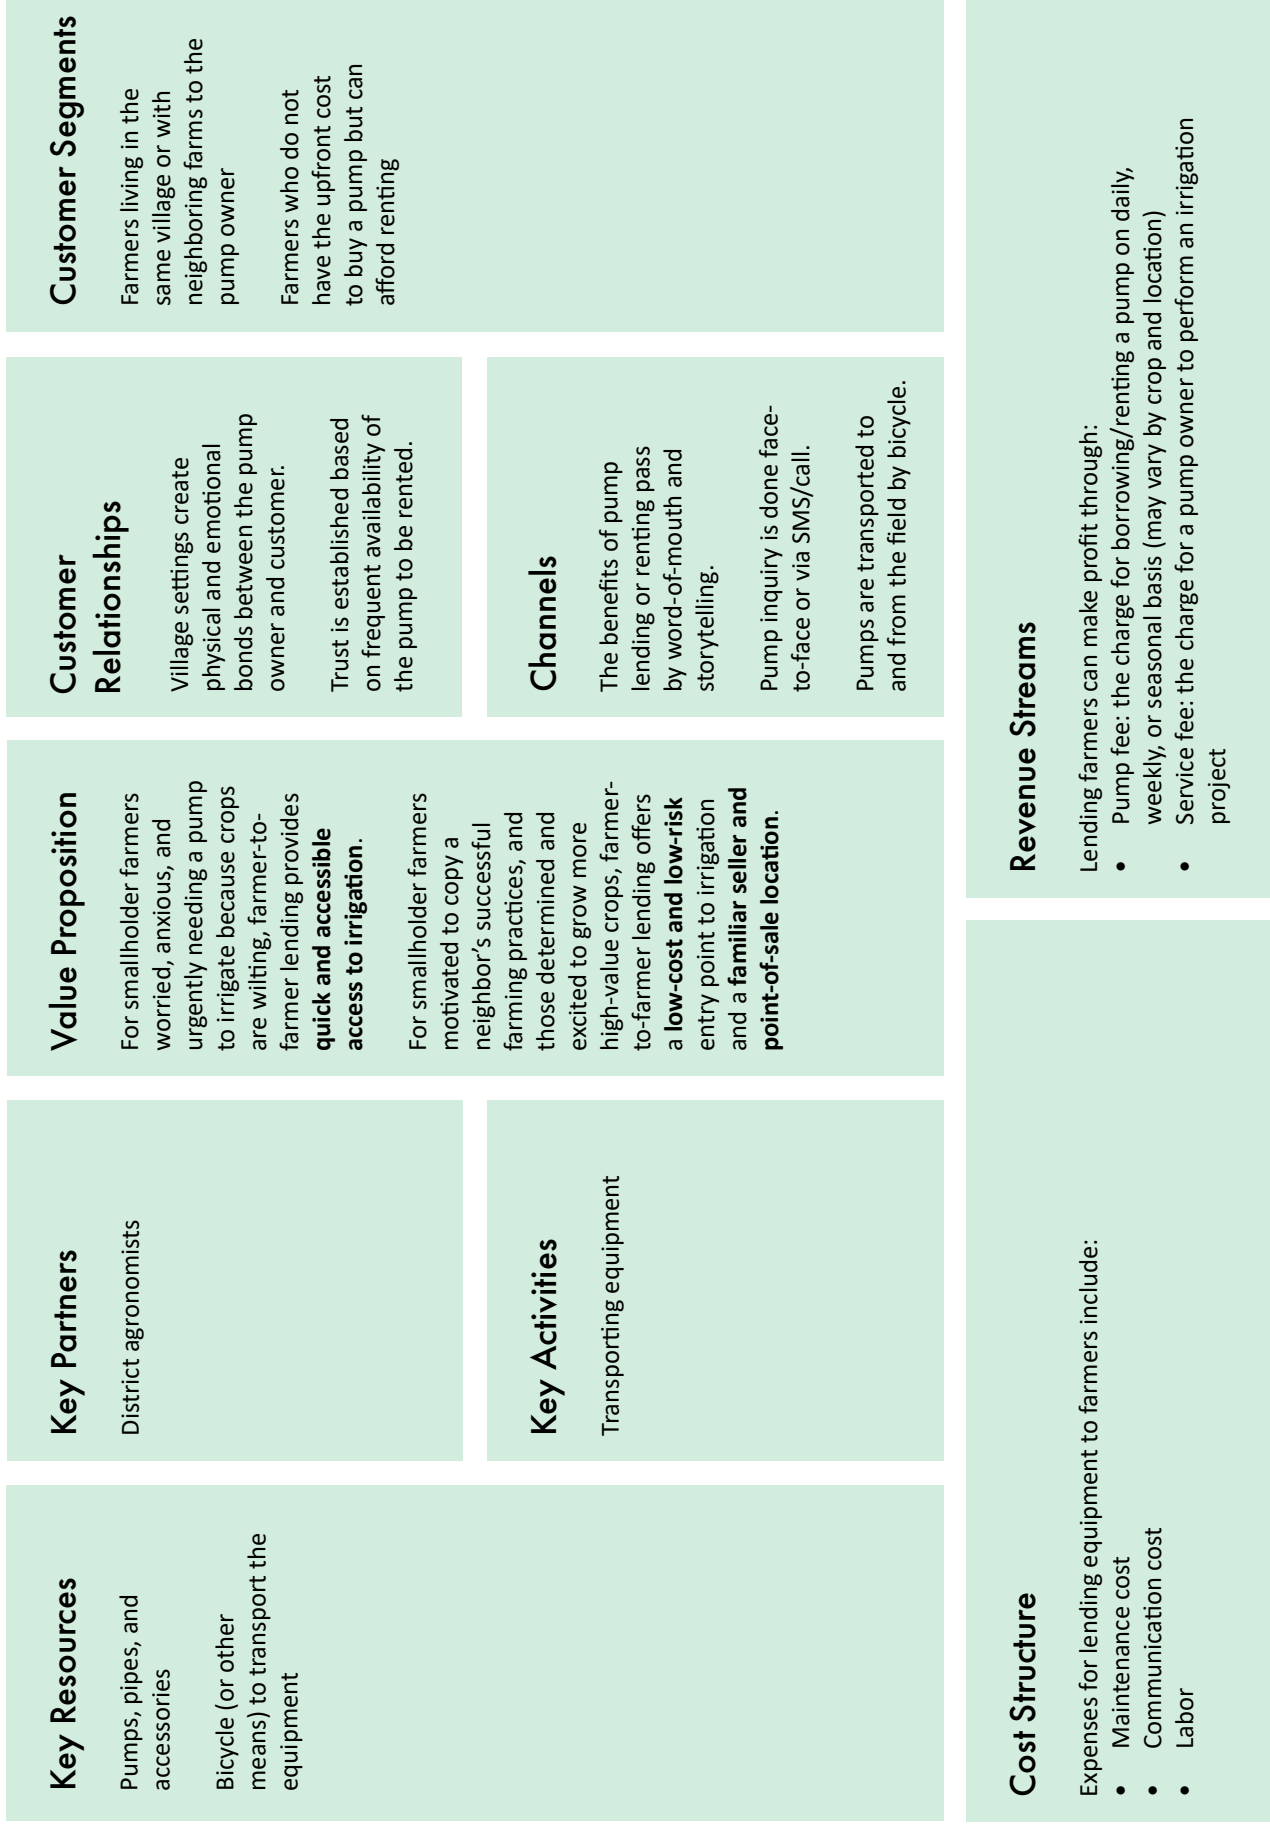 Key Resources
Pumps, pipes, and
accessories
Bicycle (or other
means) to transport the
equipment
Key Partners
District agronomists
Key Activities
Transporting equipment
Value Proposition
For smallholder farmers
worried, anxious, and
urgently needing a pump
to irrigate because crops
are wilting, farmer-to-
farmer lending provides
quick and accessible
access to irrigation.
For smallholder farmers
motivated to copy a
neighbor’s successful
farming practices, and
those determined and
excited to grow more
high-value crops, farmer-
to-farmer lending offers
a low-cost and low-risk
entry point to irrigation
and a familiar seller and
point-of-sale location.
Customer
Relationships
Village settings create
physical and emotional
bonds between the pump
owner and customer.
Trust is established based
on frequent availability of
the pump to be rented.
Channels
The benefits of pump
lending or renting pass
by word-of-mouth and
storytelling.
Pump inquiry is done face-
to-face or via SMS/call.
Pumps are transported to
and from the field by bicycle.
Customer Segments
Farmers living in the
same village or with
neighboring farms to the
pump owner
Farmers who do not
have the upfront cost
to buy a pump but can
afford renting
Cost Structure
Expenses for lending equipment to farmers include:
• Maintenance cost
• Communication cost
• Labor
Revenue Streams
Lending farmers can make profit through:
• Pump fee: the charge for borrowing/renting a pump on daily,
weekly, or seasonal basis (may vary by crop and location)
• Service fee: the charge for a pump owner to perform an irrigation
project